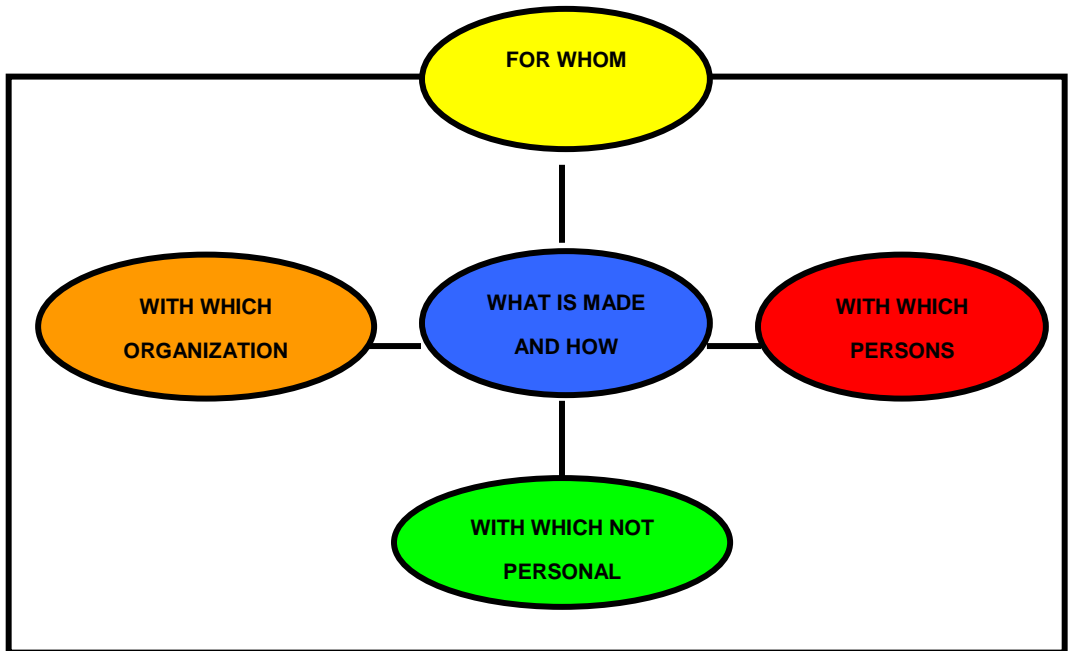 FOR WHOM
WITH WHICH
ORGANIZATION
WHAT IS MADE
AND HOW
WITH WHICH
PERSONS
WITH WHICH NOT
PERSONAL